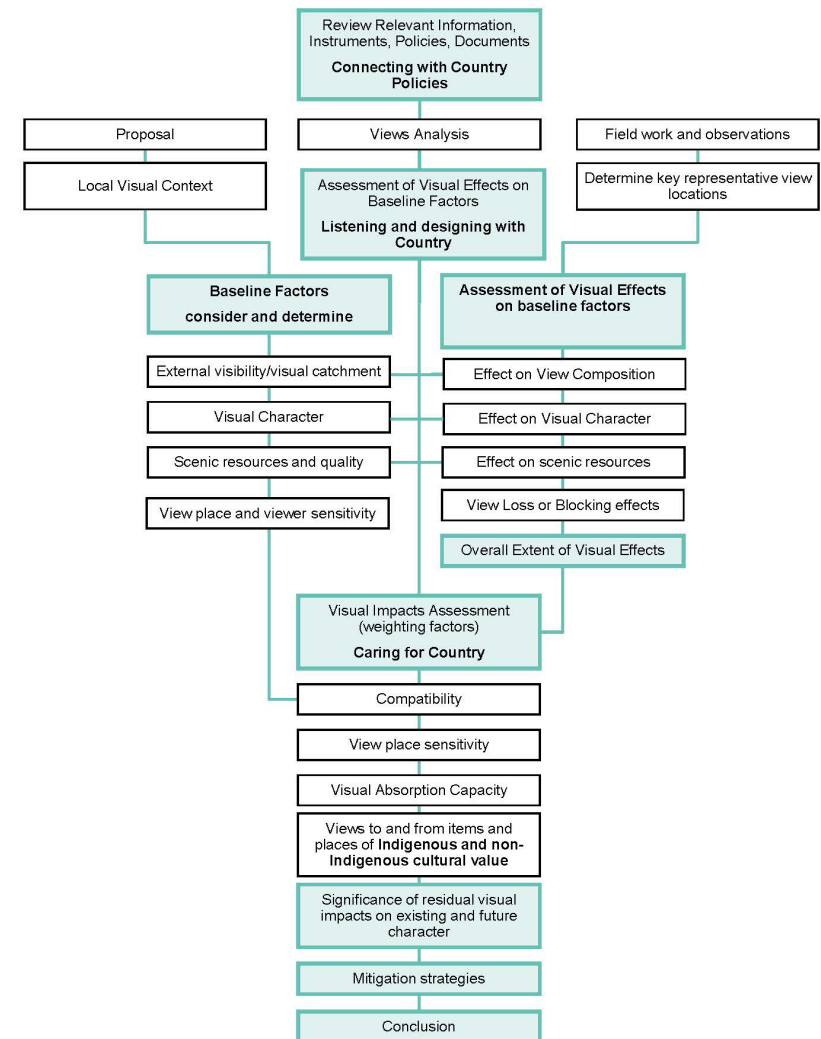 Review Relevant Information,
Instruments, Policies, Documents
Connecting with Country
Policies
Proposal
Views Analysis
Field work and observations
Local Visual Context
Assessment of Visual Effects on
Baseline Factors
Listening and designing with
Country
Determine key representative view
locations
Baseline Factors
consider and determine
Assessment of Visual Effects
on baseline factors
External visibility/visual catchment
Effect on View Composition
Visual Character
Effect on Visual Character
Scenic resources and quality
Effect on scenic resources
View place and viewer sensitivity
View Loss or Blocking effects
Overall Extent of Visual Effects
Visual Impacts Assessment
(weighting factors)
Caring for Country
Compatibility
View place sensitivity
Visual Absorption Capacity
Views to and from items and
places of Indigenous and non-
Indigenous cultural value
Significance of residual visual
impacts on existing and future
character
Mitigation strategies
Conclusion